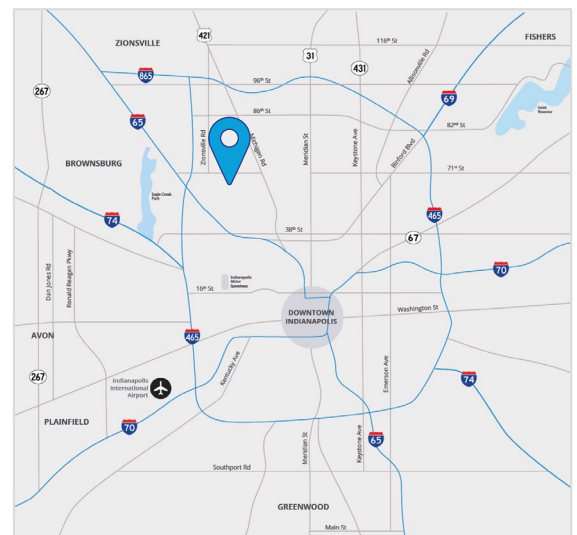 421
116th St
FISHERS
ZIONSVILLE
31
431
Allisonville Rd
865
96th St
267
69
86th St
65
82nd St
Geist
Reservoir
Zionsville Rd
Michigan Rd
Meridian St
Keystone Ave
Binford Blvd
BROWNSBURG
71st St
Eagle Creek
Park
74
465
38th St
67
70
Dan Jones Rd
Ronald Reagan Pkwy
Indianapolis
Motor
Speedway
16th St
DOWNTOWN
INDIANAPOLIS
Washington St
AVON
465
267
Kentucky Ave
Emerson Ave
Indianapolis
International
Airport
74
PLAINFIELD
70
Meridian St
Keystone Ave
65
Southport Rd
GREENWOOD
Main St